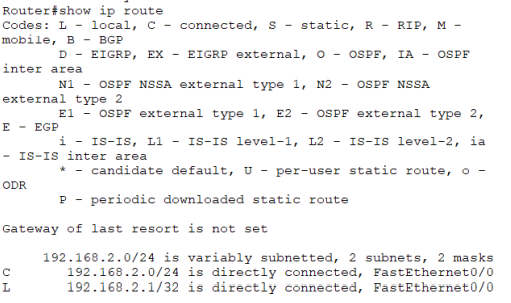 Router#show ip route
Codes: L - local, C - connected, S - static, R - RIP, M -
mobile, B - BGP
       D - EIGRP, EX - EIGRP external, O - OSPF, IA - OSPF
inter area
       N1 - OSPF NSSA external type 1, N2 - OSPF NSSA
external type 2
       E1 - OSPF external type 1, E2 - OSPF external type 2,
E - EGP
       i - IS-IS, L1 - IS-IS level-1, L2 - IS-IS level-2, ia
- IS-IS inter area
       * - candidate default, U - per-user static route, o -
ODR
       P - periodic downloaded static route
Gateway of last resort is not set
     192.168.2.0/24 is variably subnetted, 2 subnets, 2 masks
C       192.168.2.0/24 is directly connected, FastEthernet0/0
L       192.168.2.1/32 is directly connected, FastEthernet0/0